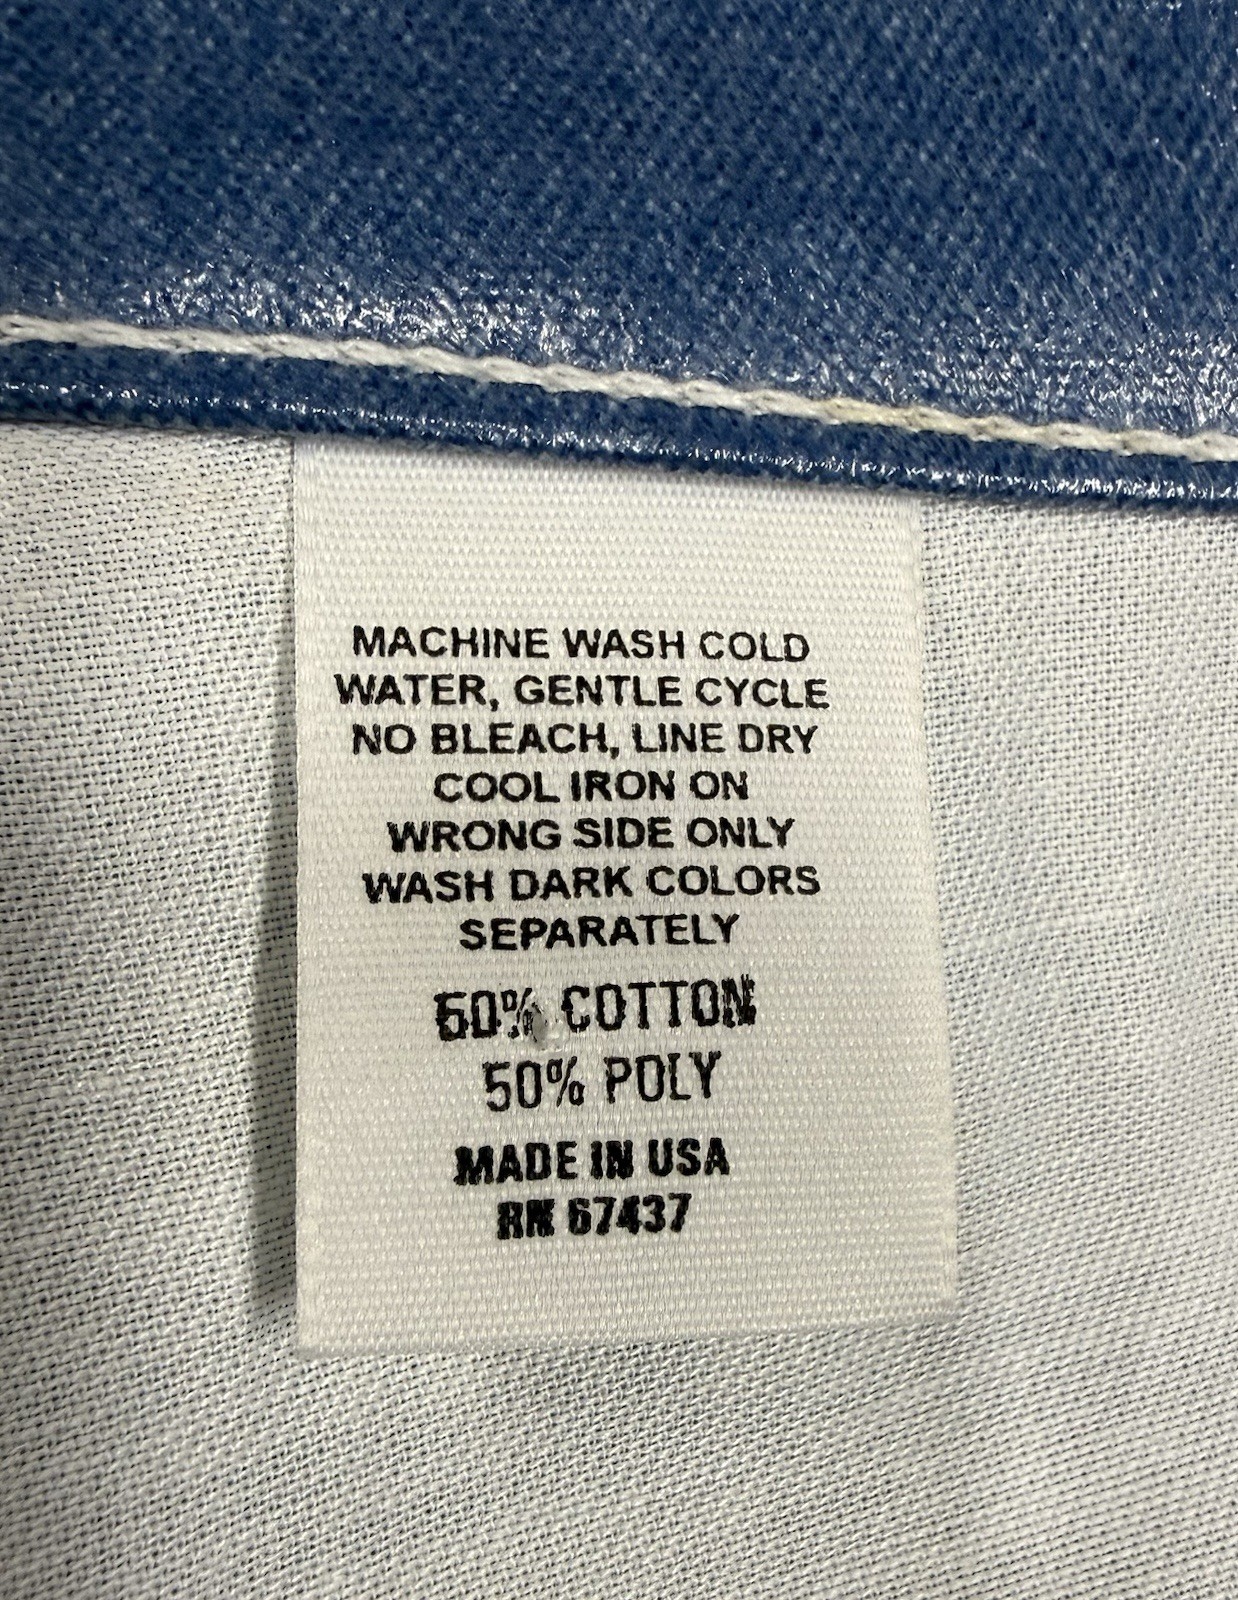 MACHINE WASH COLD
WATER, GENTLE CYCLE
NO BLEACH, LINE DRY
COOL IRON ON
WRONG SIDE ONLY
WASH DARK COLORS
SEPARATELY
50% COTTON
50% POLY
MADE IN USA
RN 67437